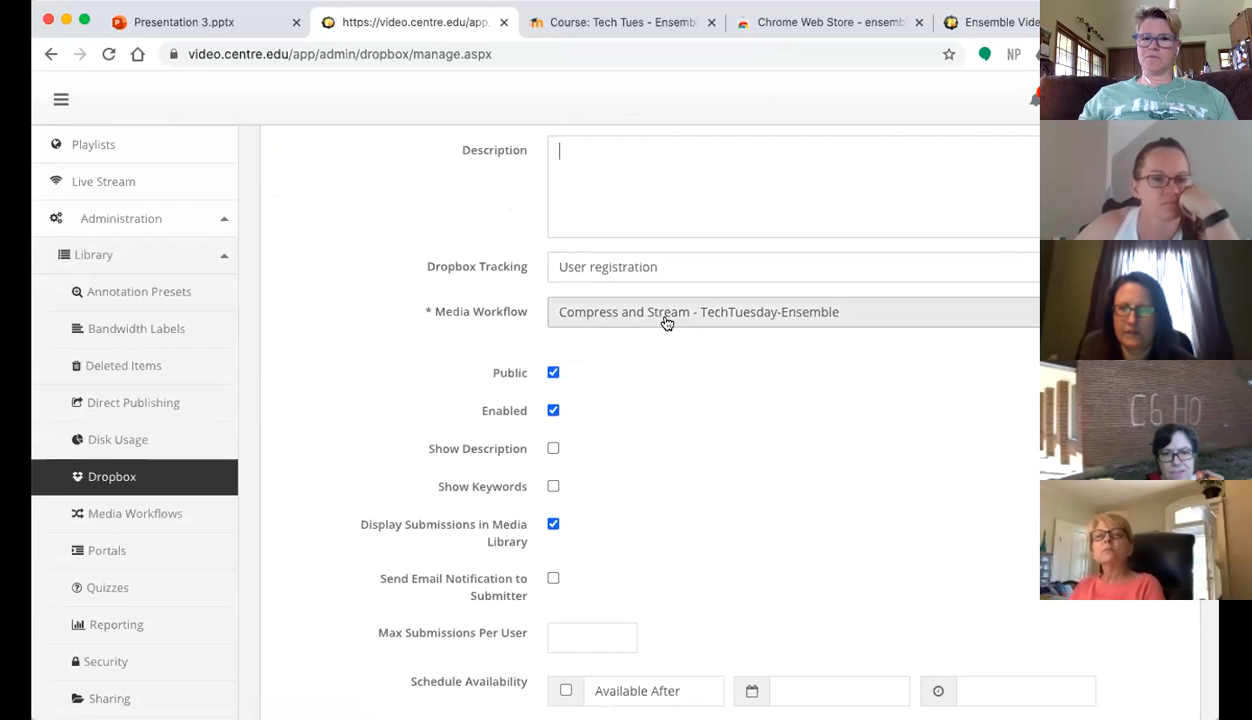 Presentation 3.pptx
https://video.centre.edu/app.
Course: Tech Tues - Ensembl
Chrome Web Store - ensemb
Ensemble Vide
video.centre.edu/app/admin/dropbox/manage.aspx
NP
Playlists
Live Stream
Administration
Library
Annotation Presets
Bandwidth Labels
Deleted Items
Direct Publishing
Disk Usage
Dropbox
Media Workflows
Portals
Quizzes
Reporting
Security
Sharing
Description
Dropbox Tracking
User registration
* Media Workflow
Compress and Stream - TechTuesday-Ensemble
Public
Enabled
Show Description
Show Keywords
Display Submissions in Media
Library
Send Email Notification to
Submitter
Max Submissions Per User
Schedule Availability
Available After
C6 H0